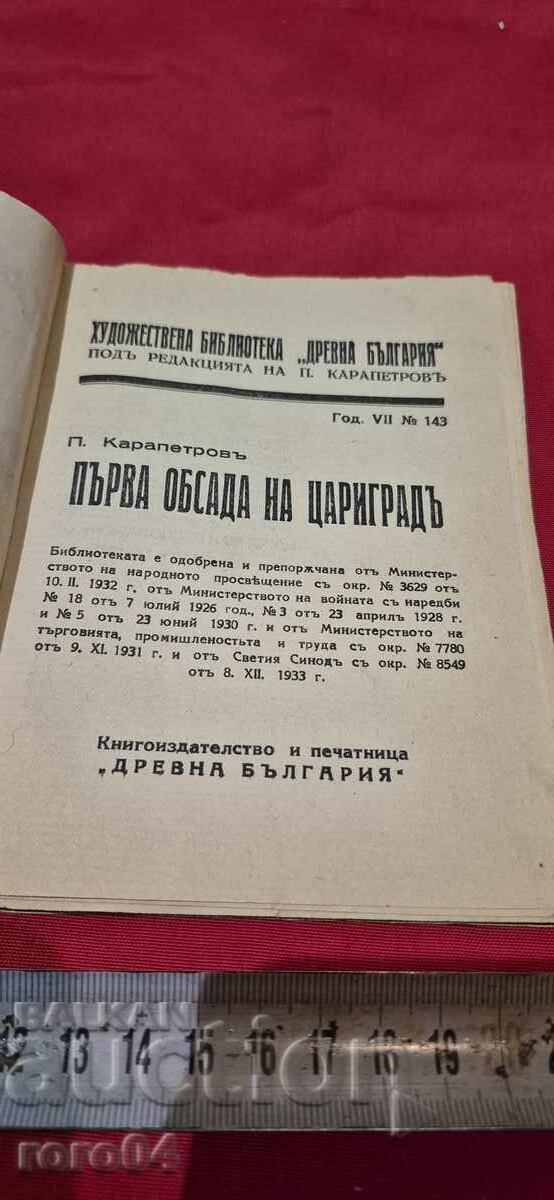 ХУДОЖЕСТВЕНА БИБЛИОТЕКА „ДРЕВНА БЪЛГАРИЯ"
ПОДЪ РЕДАКЦИЯТА НА П. КАРАПЕТРОВЪ
Год. VII № 143
П. Карапетровъ
ПЪРВА ОБСАДА НА ЦАРИГРАДЪ
Библиотеката е одобрена и препорѫчана отъ Министер-
ството на народното просвѣщение съ окр. № 3629 отъ
10. II. 1932 г., отъ Министерството на войната съ наредби
№ 18 отъ 7 юлий 1926 год., № 3 отъ 23 априлъ 1928 г.
и № 5 отъ 23 юний 1930 г. и отъ Министерството на
търговията, промишленостьта и труда съ окр. № 7780
отъ 9. XI. 1931 г. и отъ Светия Синодъ съ окр. № 8549
отъ 8. XII. 1933 г.
Книгоиздателство и печатница
„ДРЕВНА БЪЛГАРИЯ"
BALKAN
auction
12 13 14 15 16 17 18 19
roro04